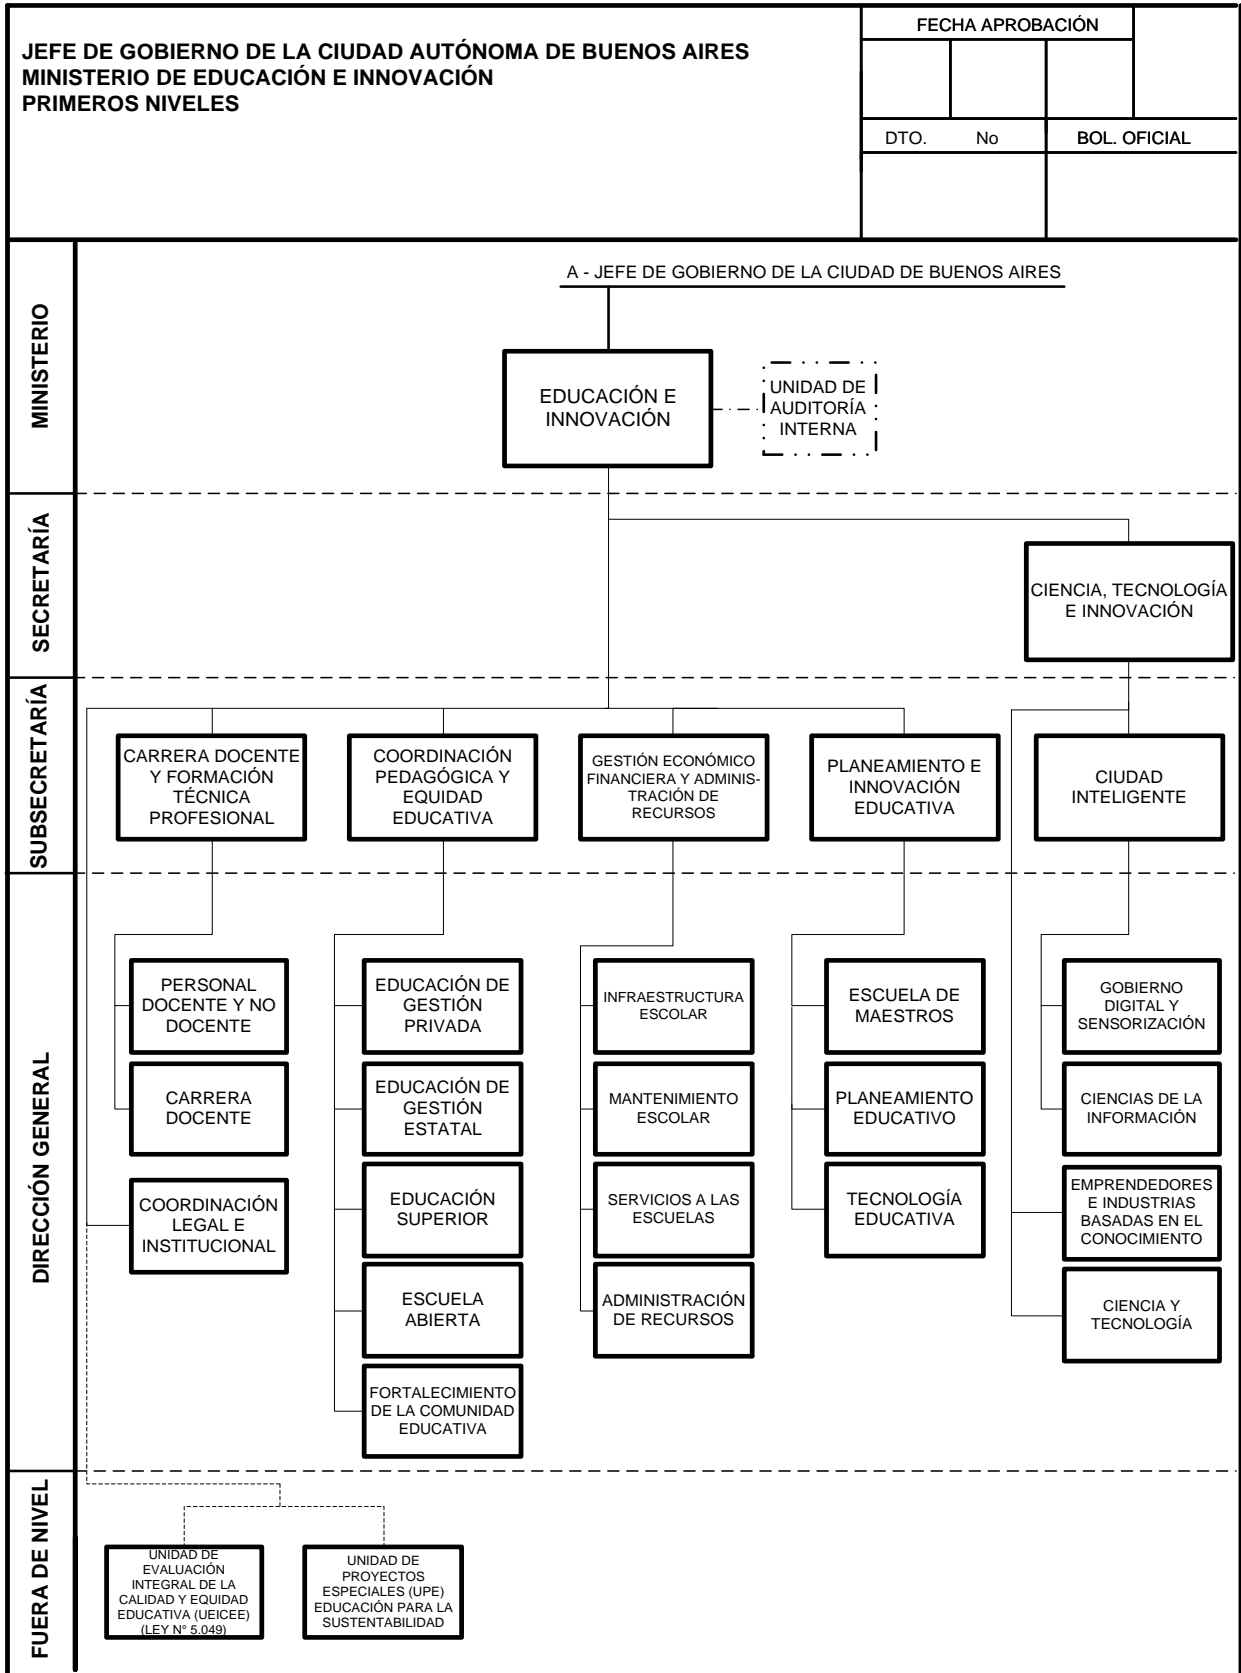 JEFE DE GOBIERNO DE LA CIUDAD AUTÓNOMA DE BUENOS AIRES
MINISTERIO DE EDUCACIÓN E INNOVACIÓN
PRIMEROS NIVELES
FECHA APROBACIÓN
DTO. No
BOL. OFICIAL
MINISTERIO
A - JEFE DE GOBIERNO DE LA CIUDAD DE BUENOS AIRES
EDUCACIÓN E
INNOVACIÓN
UNIDAD DE
AUDITORÍA
INTERNA
SECRETARÍA
CIENCIA, TECNOLOGÍA
E INNOVACIÓN
SUBSECRETARÍA
CARRERA DOCENTE
Y FORMACIÓN
TÉCNICA
PROFESIONAL
COORDINACIÓN
PEDAGÓGICA Y
EQUIDAD
EDUCATIVA
GESTIÓN ECONÓMICO
FINANCIERA Y ADMINIS-
TRACIÓN DE
RECURSOS
PLANEAMIENTO E
INNOVACIÓN
EDUCATIVA
CIUDAD
INTELIGENTE
DIRECCIÓN GENERAL
PERSONAL
DOCENTE Y NO
DOCENTE
CARRERA
DOCENTE
COORDINACIÓN
LEGAL E
INSTITUCIONAL
EDUCACIÓN DE
GESTIÓN
PRIVADA
EDUCACIÓN DE
GESTIÓN
ESTATAL
EDUCACIÓN
SUPERIOR
ESCUELA
ABIERTA
FORTALECIMIENTO
DE LA COMUNIDAD
EDUCATIVA
INFRAESTRUCTURA
ESCOLAR
MANTENIMIENTO
ESCOLAR
SERVICIOS A LAS
ESCUELAS
ADMINISTRACIÓN
DE RECURSOS
ESCUELA DE
MAESTROS
PLANEAMIENTO
EDUCATIVO
TECNOLOGÍA
EDUCATIVA
GOBIERNO
DIGITAL Y
SENSORIZACIÓN
CIENCIAS DE LA
INFORMACIÓN
EMPRENDEDORES
E INDUSTRIAS
BASADAS EN EL
CONOCIMIENTO
CIENCIA Y
TECNOLOGÍA
FUERA DE NIVEL
UNIDAD DE
EVALUACIÓN
INTEGRAL DE LA
CALIDAD Y EQUIDAD
EDUCATIVA (UEICEE)
(LEY Nº 5.049)
UNIDAD DE
PROYECTOS
ESPECIALES (UPE)
EDUCACIÓN PARA LA
SUSTENTABILIDAD